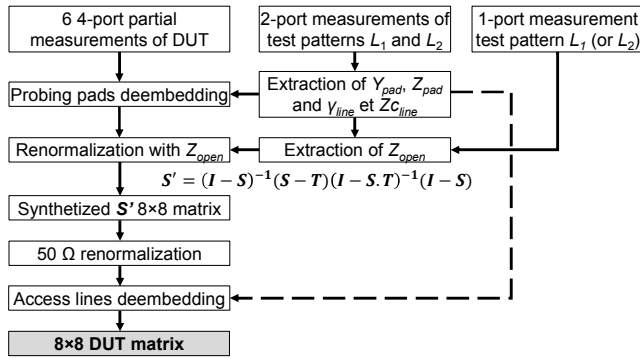 6 4-port partial
measurements of DUT
2-port measurements of
test patterns L1 and L2
1-port measurement
test pattern L1 (or L2)
Probing pads deembedding
Extraction of Ypad, Zpad
and γline et Zcline
Renormalization with Zopen
Extraction of Zopen
S' = (I − S)⁻¹(S − T)(I − S.T)⁻¹(I − S)
Synthetized S' 8×8 matrix
50 Ω renormalization
Access lines deembedding
8×8 DUT matrix